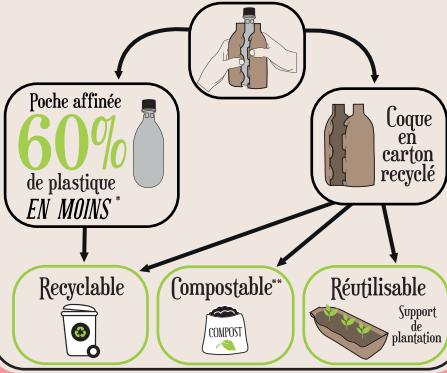 Poche affinée
60%
de plastique
EN MOINS*
Coque
en
carton
recyclé
Recyclable
Compostable**
COMPOST
Réutilisable
Support
de
plantation